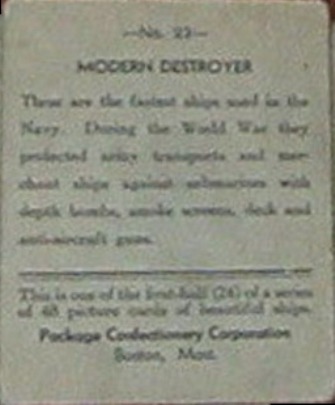 —No. 23—
MODERN DESTROYER
These are the fastest ships used in the
Navy. During the World War they
protected army transports and mer-
chant ships against submarines with
depth bombs, smoke screens, deck and
anti-aircraft guns.
This is one of the first-half (24) of a series
of 48 picture cards of beautiful ships.
Package Confectionery Corporation
Boston, Mass.